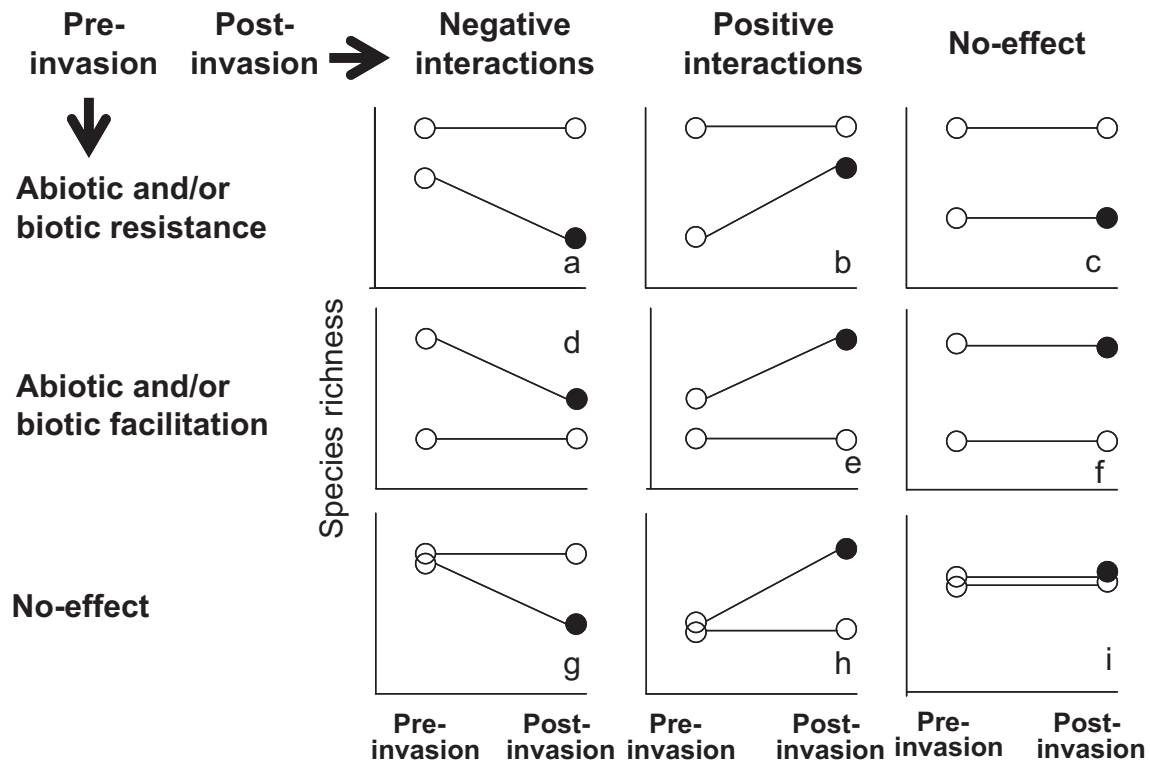 Pre-
invasion
Post-
invasion
Negative
interactions
Positive
interactions
No-effect
Abiotic and/or
biotic resistance
a
b
c
Species richness
Abiotic and/or
biotic facilitation
d
e
f
No-effect
g
h
i
Pre-
invasion
Post-
invasion
Pre-
invasion
Post-
invasion
Pre-
invasion
Post-
invasion